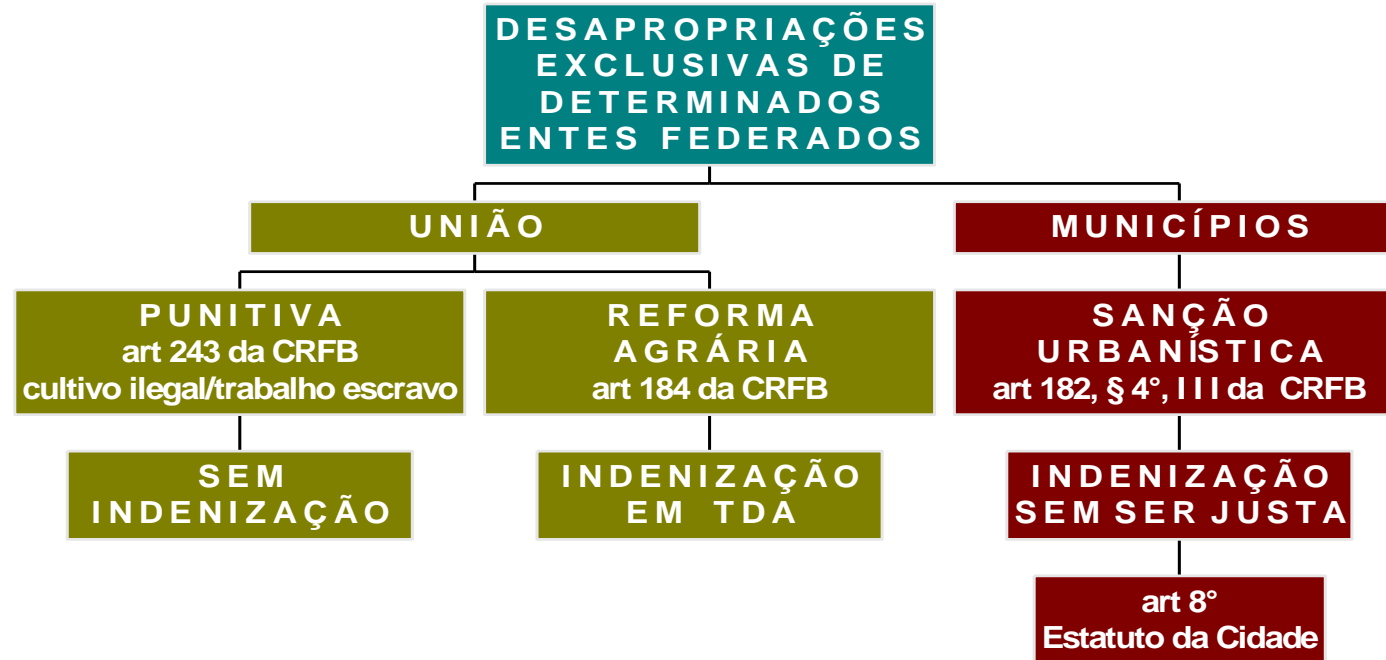 DESAPROPRIAÇÕES
EXCLUSIVAS DE
DETERMINADOS
ENTES FEDERADOS
UNIÃO
MUNICÍPIOS
PUNITIVA
art 243 da CRFB
cultivo ilegal/trabalho escravo
REFORMA
AGRÁRIA
art 184 da CRFB
SANÇÃO
URBANÍSTICA
art 182, § 4°, III da CRFB
SEM
INDENIZAÇÃO
INDENIZAÇÃO
EM TDA
INDENIZAÇÃO
SEM SER JUSTA
art 8°
Estatuto da Cidade